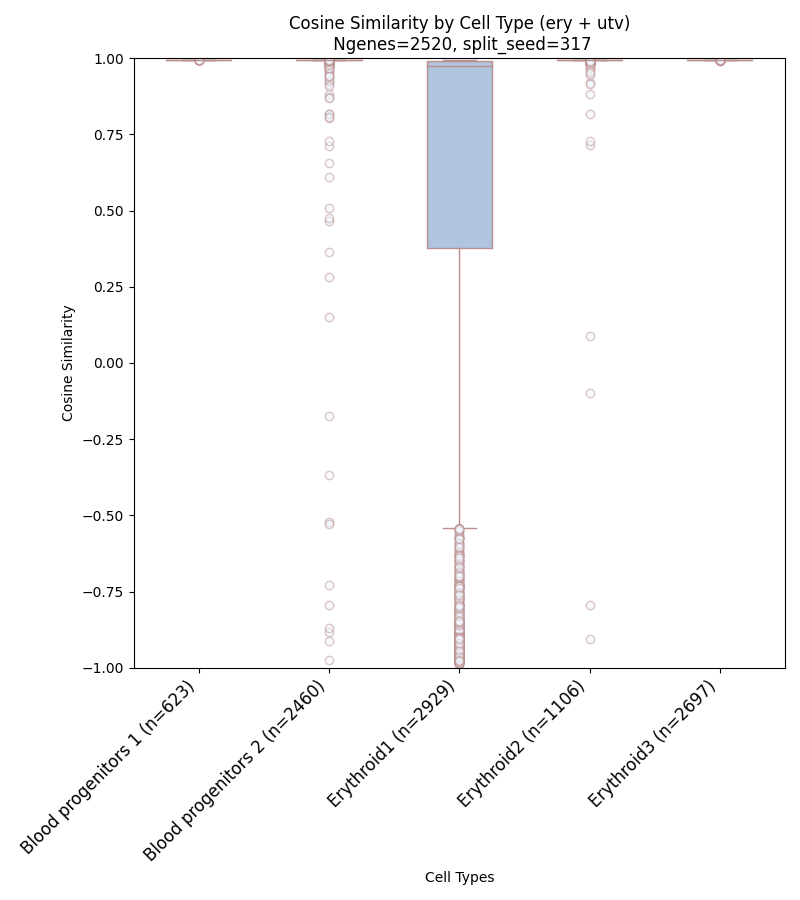 Cosine Similarity by Cell Type (ery + utv)
Ngenes=2520, split_seed=317
1.00
0.75
0.50
0.25
0.00
−0.25
−0.50
−0.75
−1.00
Cosine Similarity
Blood progenitors 1 (n=623)
Blood progenitors 2 (n=2460)
Erythroid1 (n=2929)
Erythroid2 (n=1106)
Erythroid3 (n=2697)
Cell Types